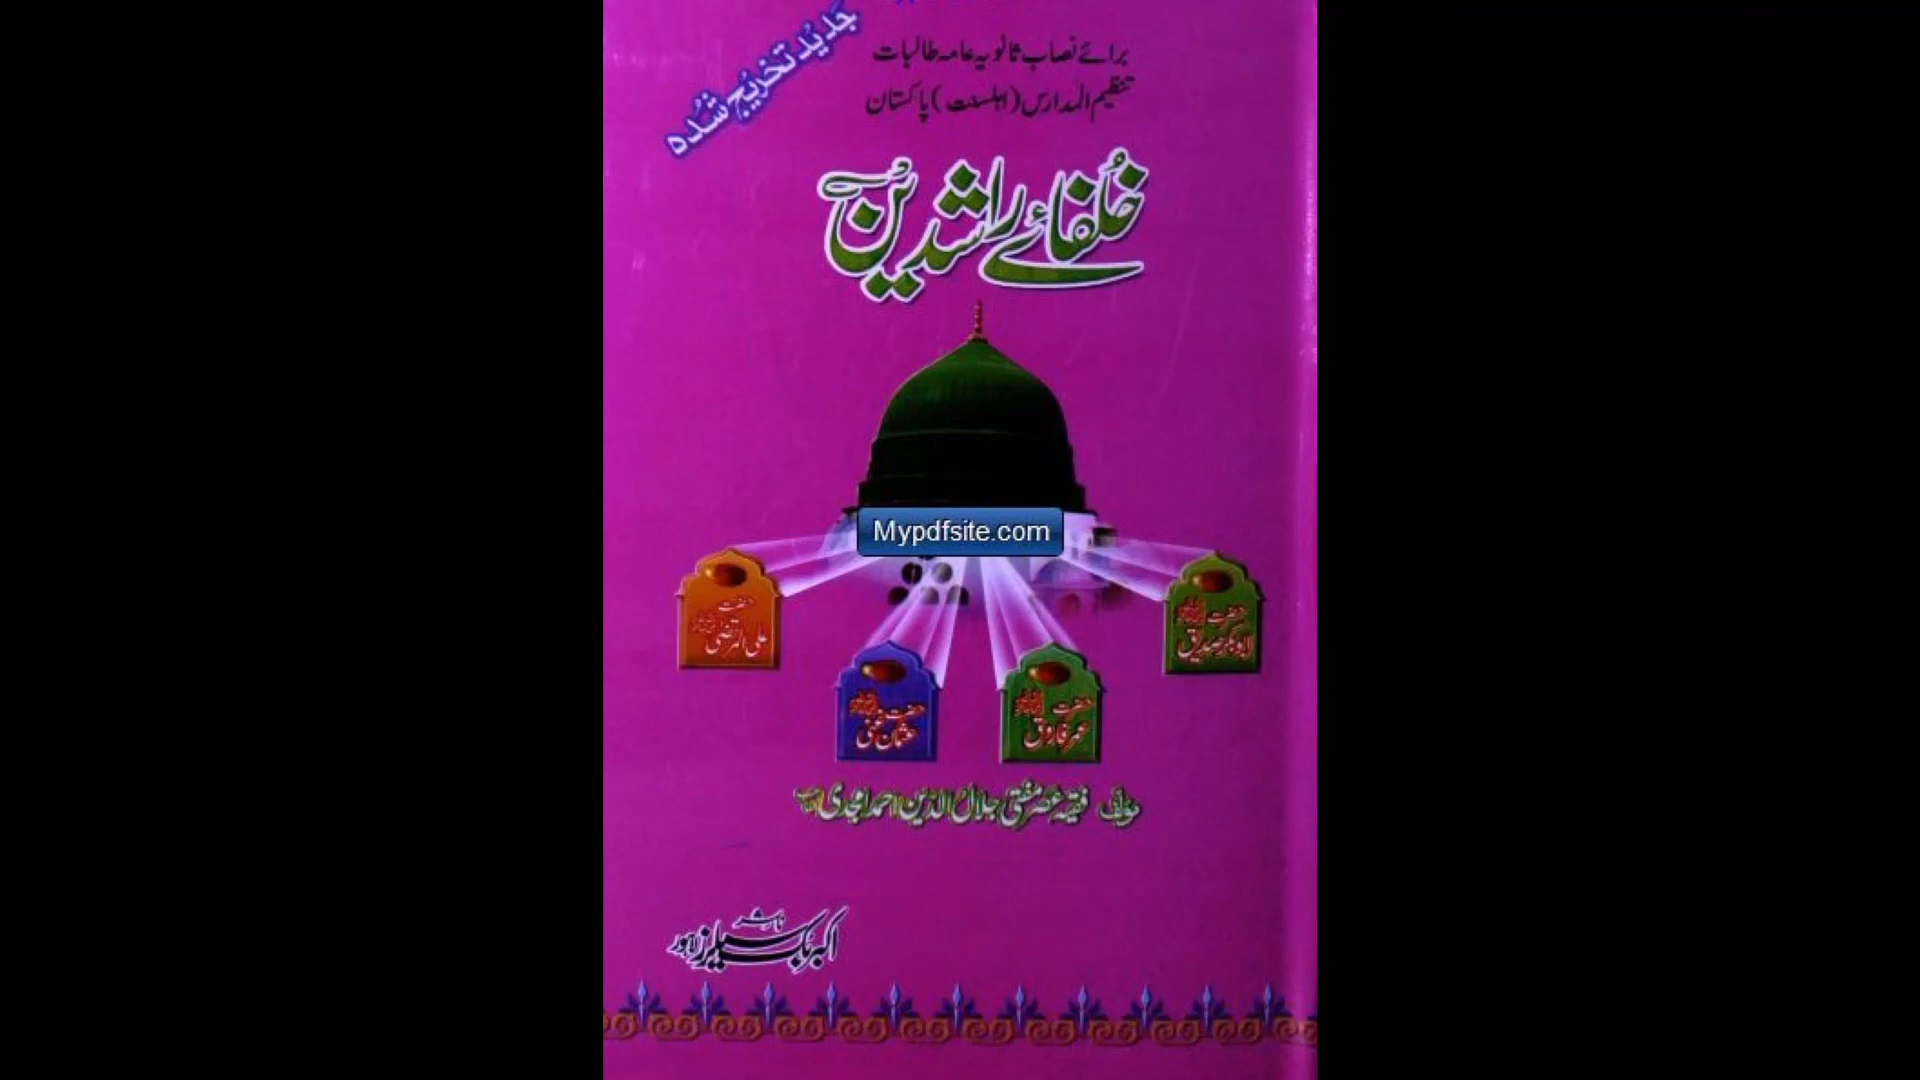 جدید تخریج شدہ
برائے نصاب ثانویہ عامہ طالبات
تنظیم المدارس (اہلسنت) پاکستان
خلفائے راشدین
Mypdfsite.com
حضرت ابوبکر صدیق
حضرت عمر فاروق
حضرت عثمان غنی
حضرت علی المرتضیٰ
مؤلف فقیہ عصر مفتی جلال الدین احمد امجدی
ناشر
اکبر بک سیلرز لاہور